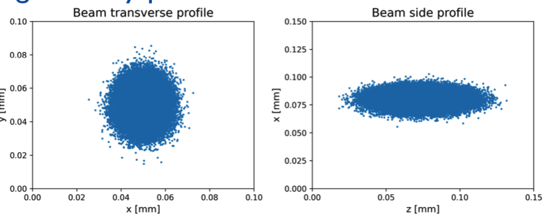 Beam transverse profile
0.10
0.08
0.06
0.04
0.02
0.00
y [mm]
0.00 0.02 0.04 0.06 0.08 0.10
x [mm]
Beam side profile
0.150
0.125
0.100
0.075
0.050
0.025
0.000
x [mm]
0.00 0.05 0.10 0.15
z [mm]